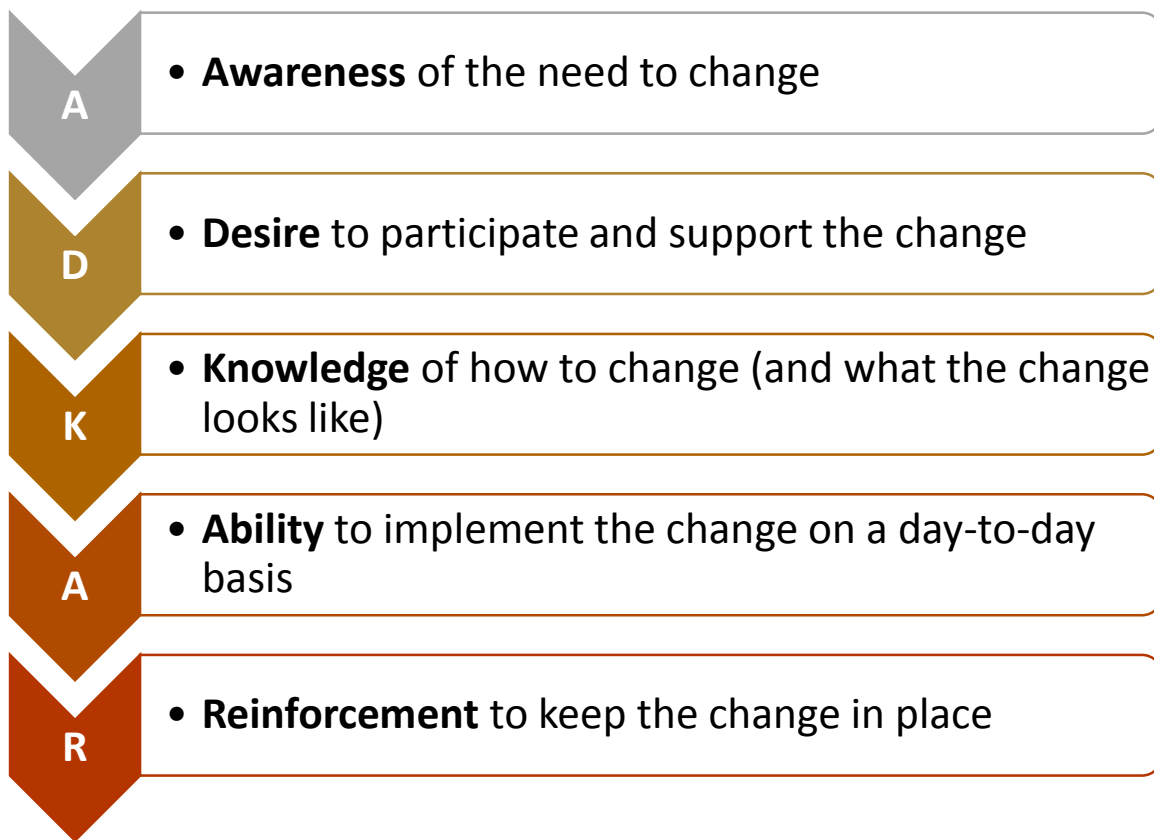 A
• Awareness of the need to change
D
• Desire to participate and support the change
K
• Knowledge of how to change (and what the change
looks like)
A
• Ability to implement the change on a day-to-day
basis
R
• Reinforcement to keep the change in place